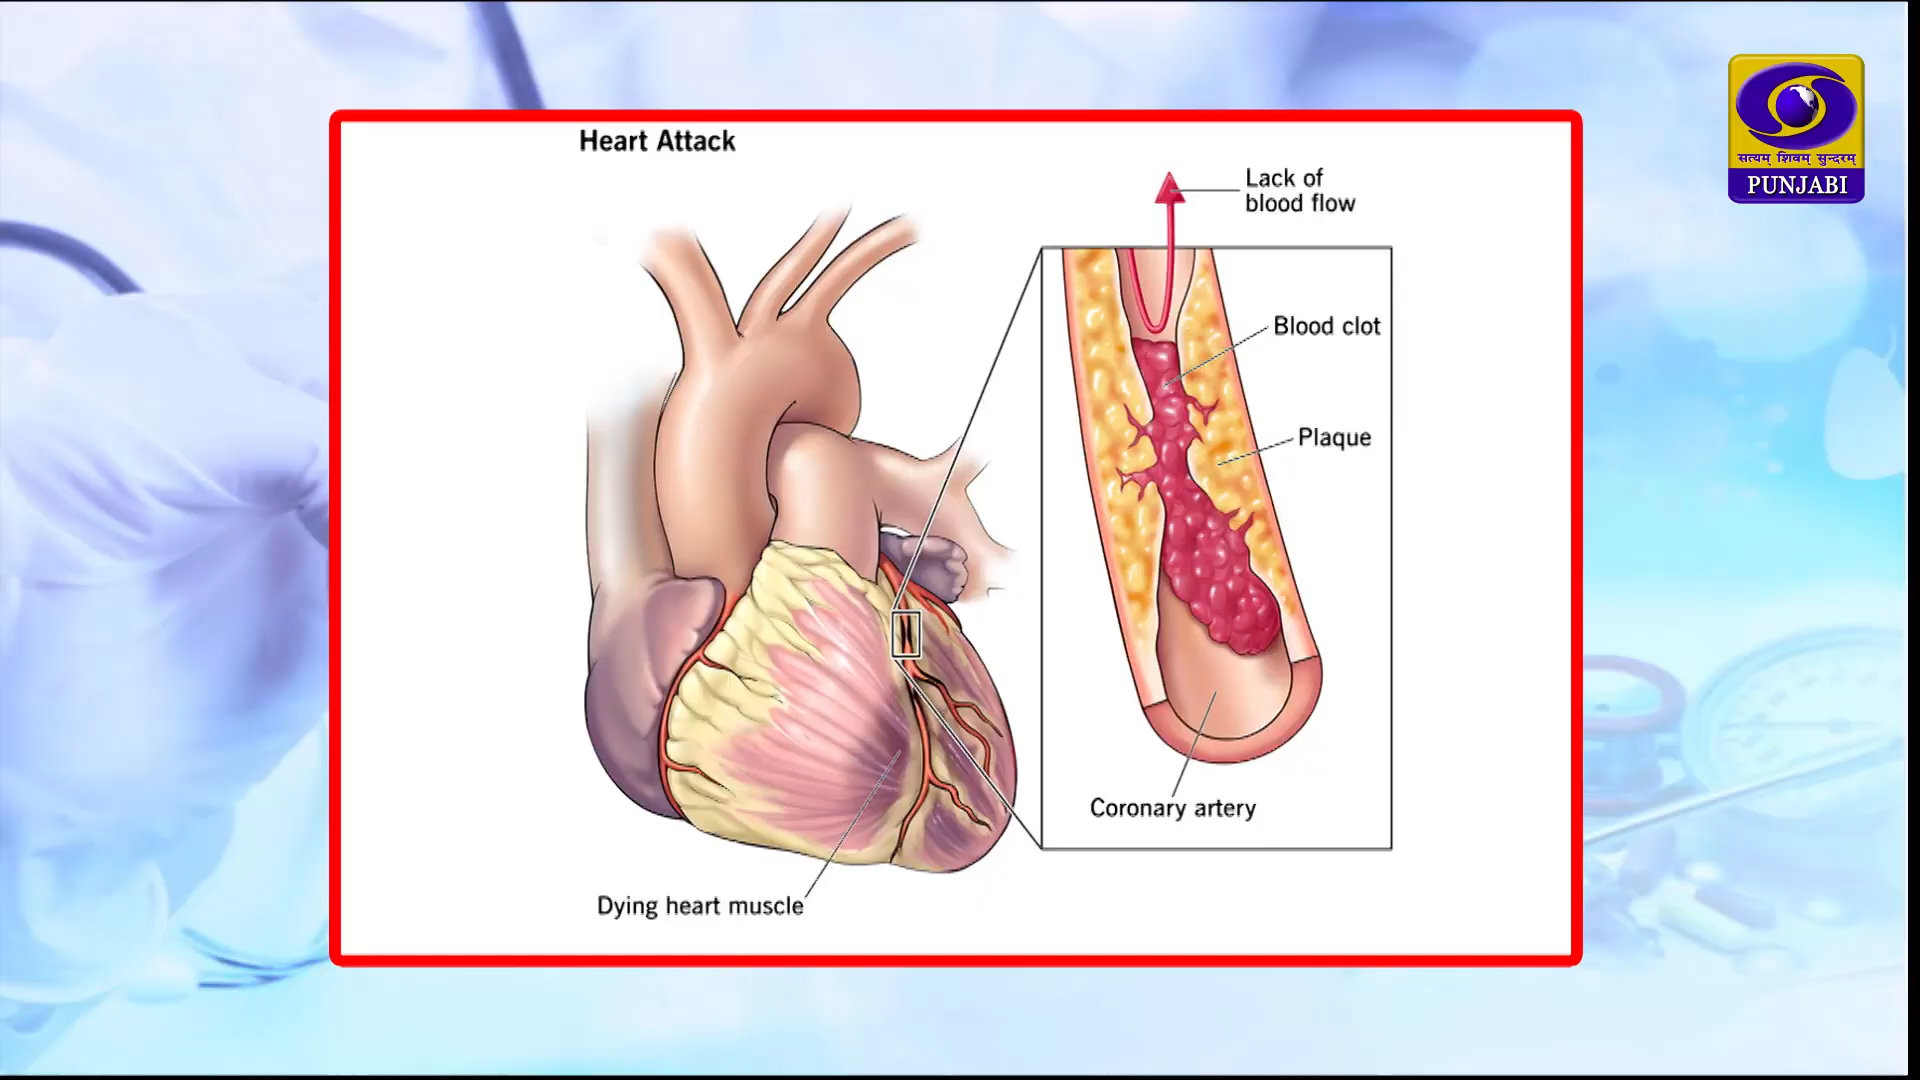 Heart Attack
Lack of
blood flow
Blood clot
Plaque
Coronary artery
Dying heart muscle
सत्यम् शिवम् सुन्दरम्
PUNJABI